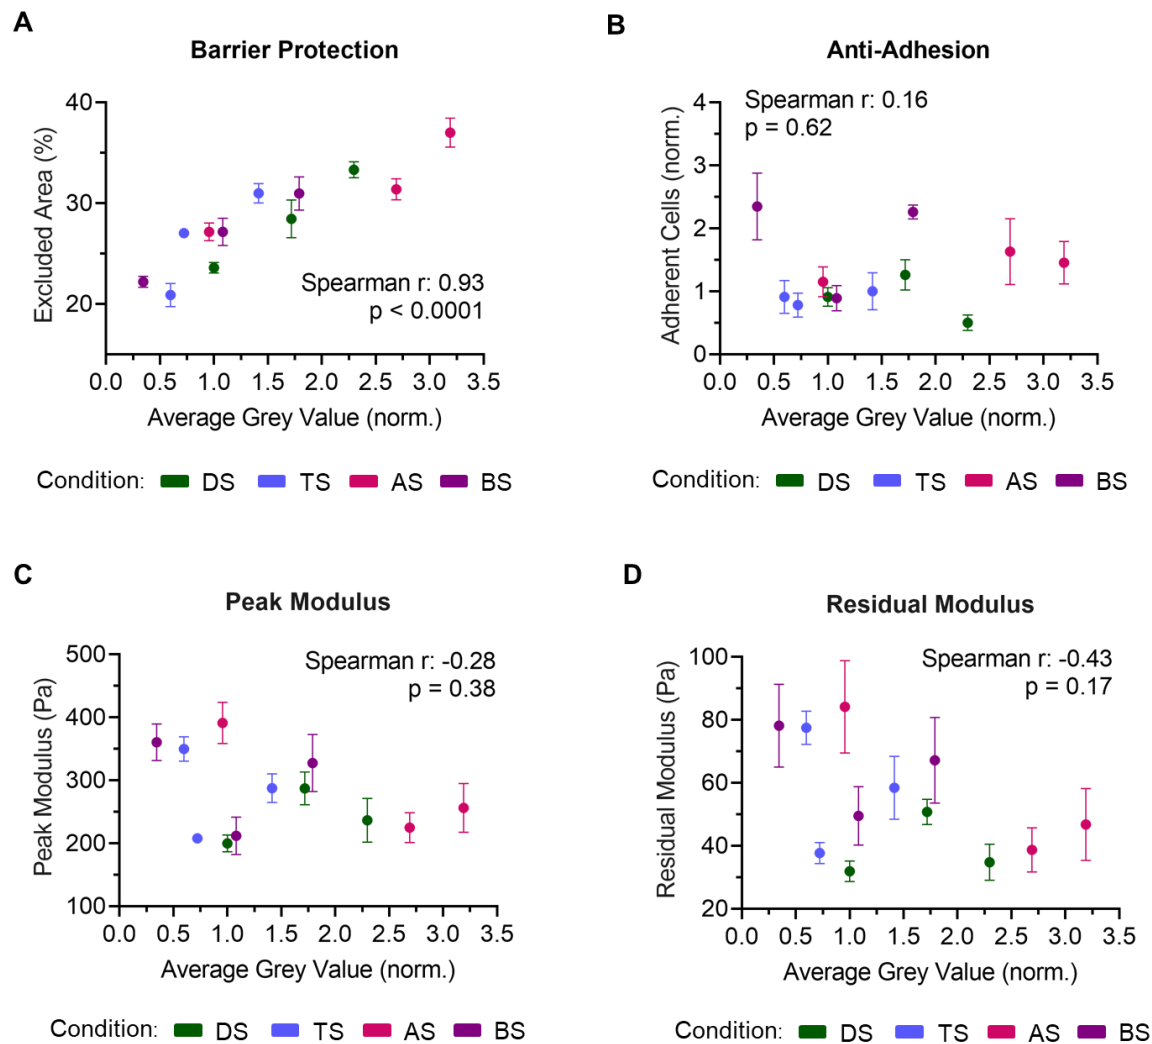 A
Barrier Protection
40
30
20
Excluded Area (%)
Spearman r: 0.93
p < 0.0001
0.0 0.5 1.0 1.5 2.0 2.5 3.0 3.5
Average Grey Value (norm.)
Condition: DS TS AS BS
B
Anti-Adhesion
Spearman r: 0.16
p = 0.62
4
3
2
1
0
Adherent Cells (norm.)
0.0 0.5 1.0 1.5 2.0 2.5 3.0 3.5
Average Grey Value (norm.)
Condition: DS TS AS BS
C
Peak Modulus
Spearman r: -0.28
p = 0.38
500
400
300
200
100
Peak Modulus (Pa)
0.0 0.5 1.0 1.5 2.0 2.5 3.0 3.5
Average Grey Value (norm.)
Condition: DS TS AS BS
D
Residual Modulus
Spearman r: -0.43
p = 0.17
100
80
60
40
20
Residual Modulus (Pa)
0.0 0.5 1.0 1.5 2.0 2.5 3.0 3.5
Average Grey Value (norm.)
Condition: DS TS AS BS